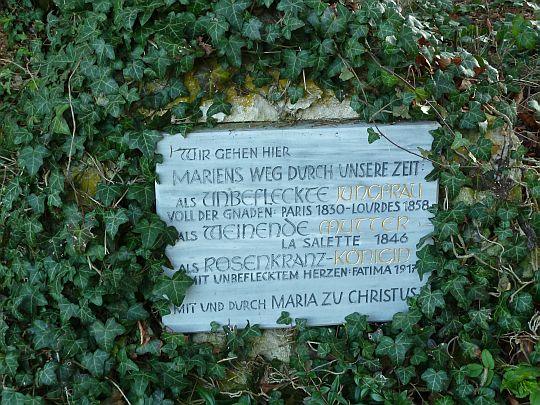 WIR GEHEN HIER
MARIENS WEG DURCH UNSERE ZEIT:
ALS UNBEFLECKTE JUNGFRAU
VOLL DER GNADEN: PARIS 1830-LOURDES 1858
ALS WEINENDE MUTTER
LA SALETTE 1846
ALS ROSENKRANZ-KÖNIGIN
MIT UNBEFLECKTEM HERZEN: FATIMA 1917
MIT UND DURCH MARIA ZU CHRISTUS